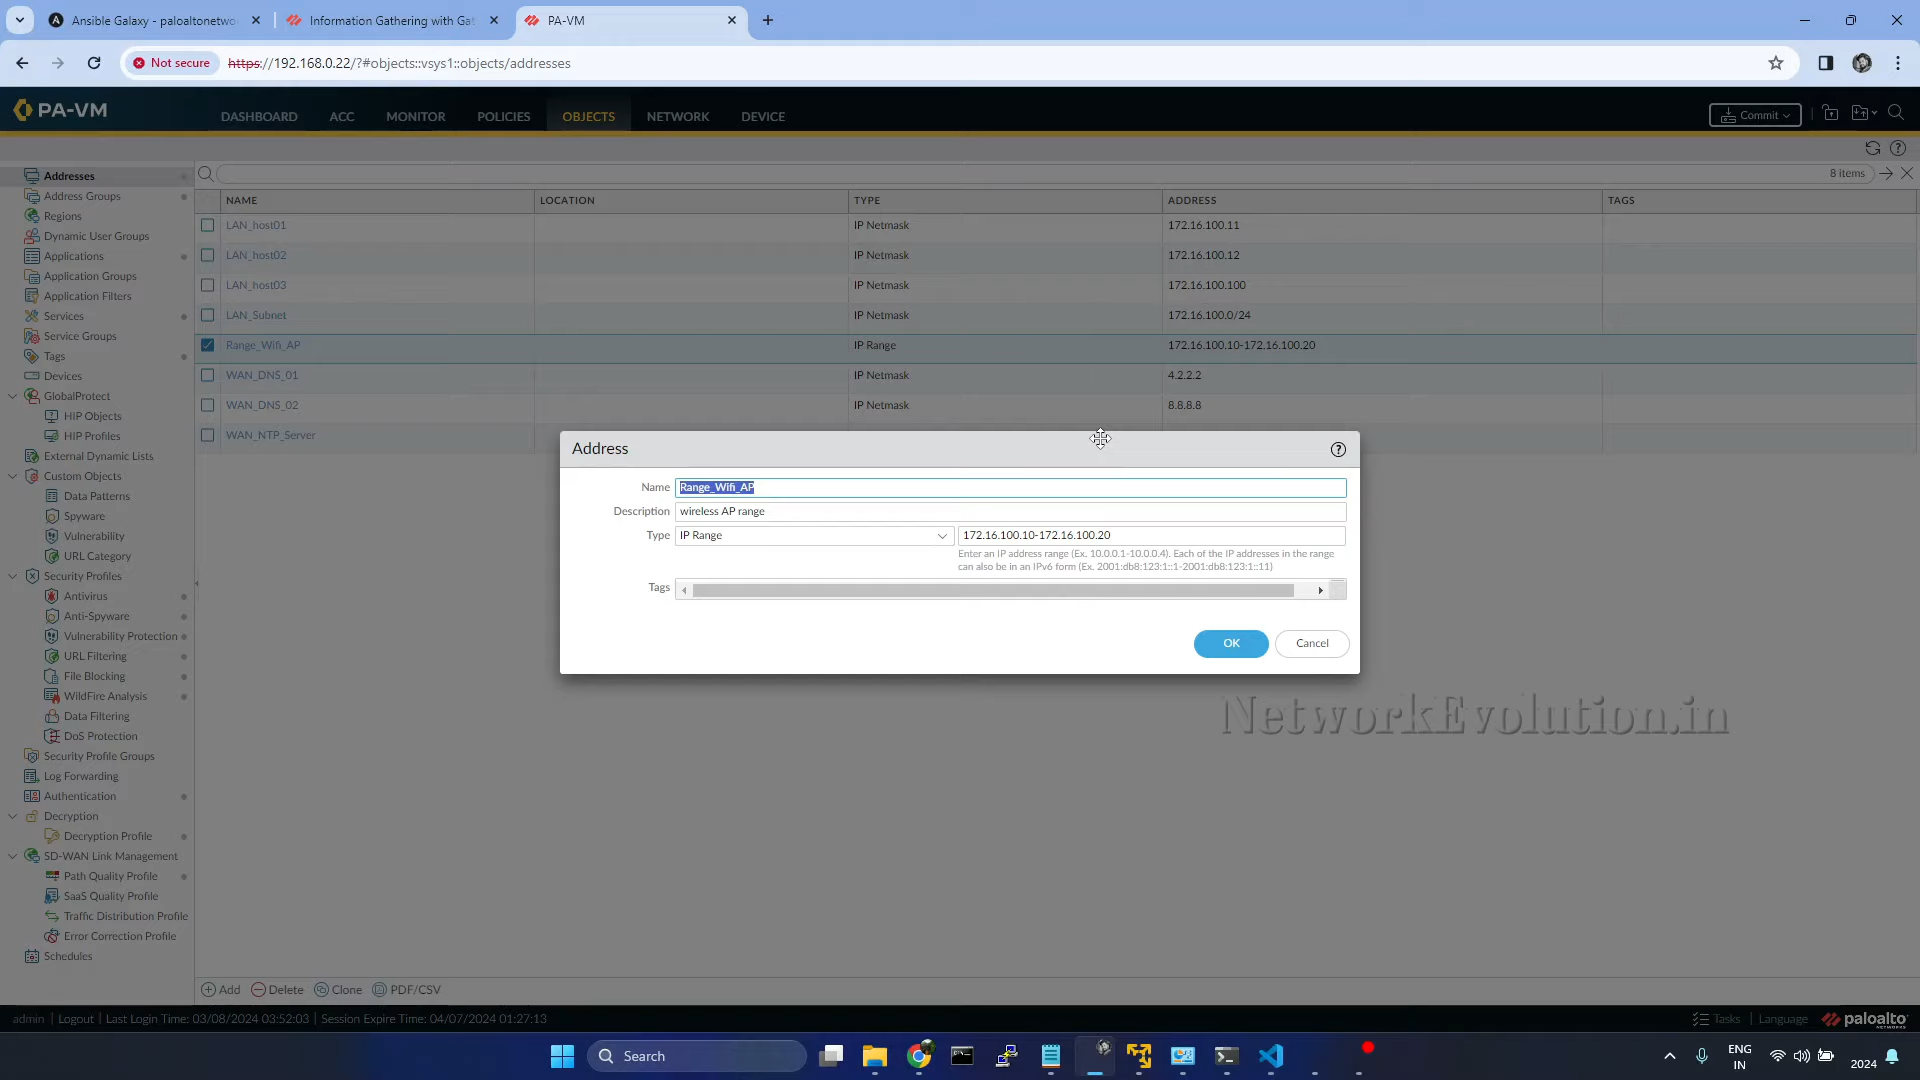 Ansible Galaxy - paloaltonetwo
Information Gathering with Gat
PA-VM
Not secure
https://192.168.0.22/?#objects::vsys1::objects/addresses
PA-VM
DASHBOARD ACC MONITOR POLICIES OBJECTS NETWORK DEVICE
Commit
8 items
NAME LOCATION TYPE ADDRESS TAGS
LAN_host01 IP Netmask 172.16.100.11
LAN_host02 IP Netmask 172.16.100.12
LAN_host03 IP Netmask 172.16.100.100
LAN_Subnet IP Netmask 172.16.100.0/24
Range_Wifi_AP IP Range 172.16.100.10-172.16.100.20
WAN_DNS_01 IP Netmask 4.2.2.2
WAN_DNS_02 IP Netmask 8.8.8.8
WAN_NTP_Server
Addresses
Address Groups
Regions
Dynamic User Groups
Applications
Application Groups
Application Filters
Services
Service Groups
Tags
Devices
GlobalProtect
HIP Objects
HIP Profiles
External Dynamic Lists
Custom Objects
Data Patterns
Spyware
Vulnerability
URL Category
Security Profiles
Antivirus
Anti-Spyware
Vulnerability Protection
URL Filtering
File Blocking
WildFire Analysis
Data Filtering
DoS Protection
Security Profile Groups
Log Forwarding
Authentication
Decryption
Decryption Profile
SD-WAN Link Management
Path Quality Profile
SaaS Quality Profile
Traffic Distribution Profile
Error Correction Profile
Schedules
Address
Name Range_Wifi_AP
Description wireless AP range
Type IP Range 172.16.100.10-172.16.100.20
Enter an IP address range (Ex. 10.0.0.1-10.0.0.4). Each of the IP addresses in the range
can also be in an IPv6 form (Ex. 2001:db8:123:1::1-2001:db8:123:1::11)
Tags
OK Cancel
NetworkEvolution.in
Add Delete Clone PDF/CSV
admin | Logout | Last Login Time: 03/08/2024 03:52:03 | Session Expire Time: 04/07/2024 01:27:13
Tasks | Language paloalto
NETWORKS
Search
ENG
IN
2024